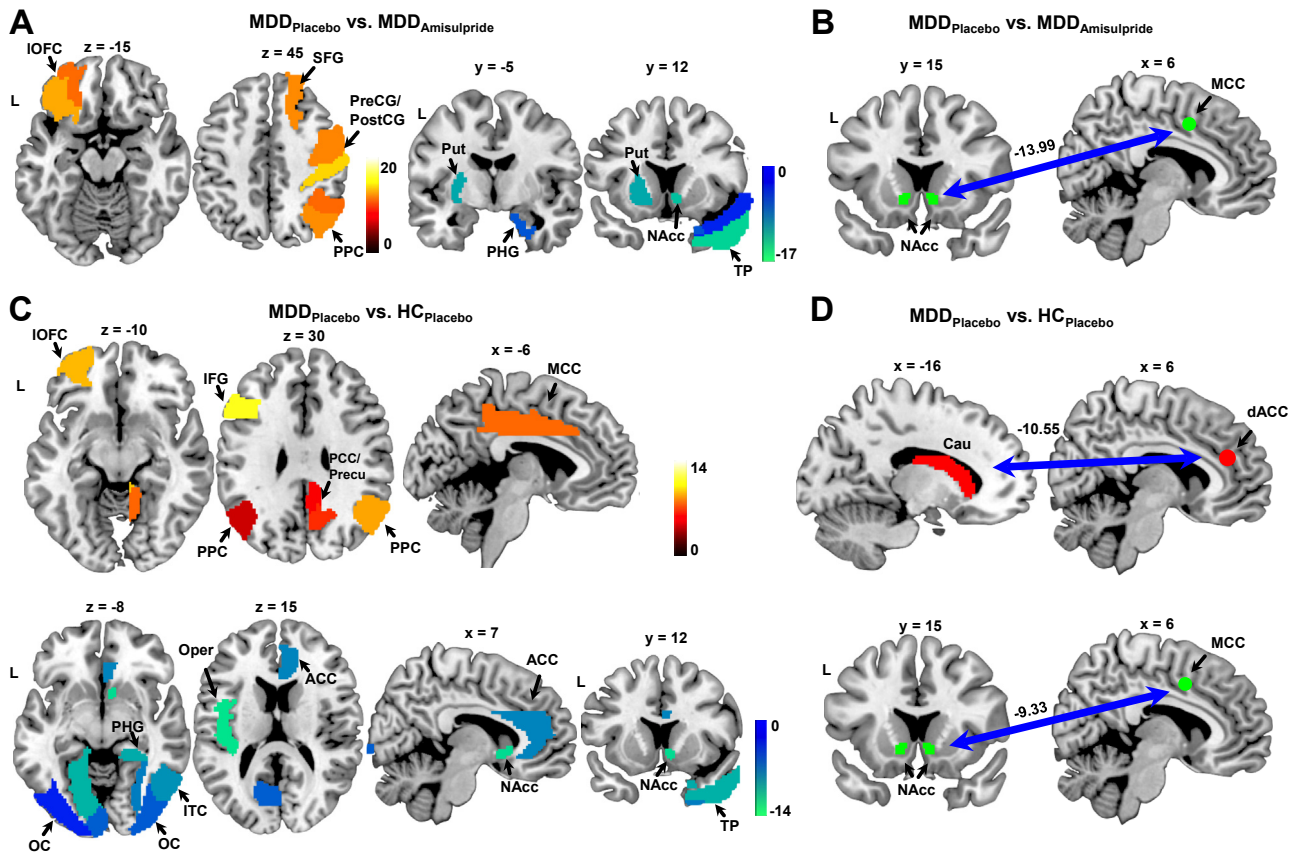 A
MDDPlacebo vs. MDDAmisulpride
z = -15
lOFC
L
z = 45
SFG
PreCG/
PostCG
PPC
20
0
y = -5
Put
PHG
y = 12
Put
NAcc
TP
0
-17
B
MDDPlacebo vs. MDDAmisulpride
y = 15
L
NAcc
-13.99
x = 6
MCC
C
MDDPlacebo vs. HCPlacebo
z = -10
lOFC
L
z = 30
IFG
PCC/
Precu
PPC
PPC
x = -6
MCC
14
0
z = -8
L
PHG
OC
OC
ITC
z = 15
Oper
ACC
x = 7
ACC
NAcc
y = 12
L
NAcc
TP
0
-14
D
MDDPlacebo vs. HCPlacebo
x = -16
Cau
-10.55
x = 6
dACC
y = 15
L
NAcc
-9.33
x = 6
MCC